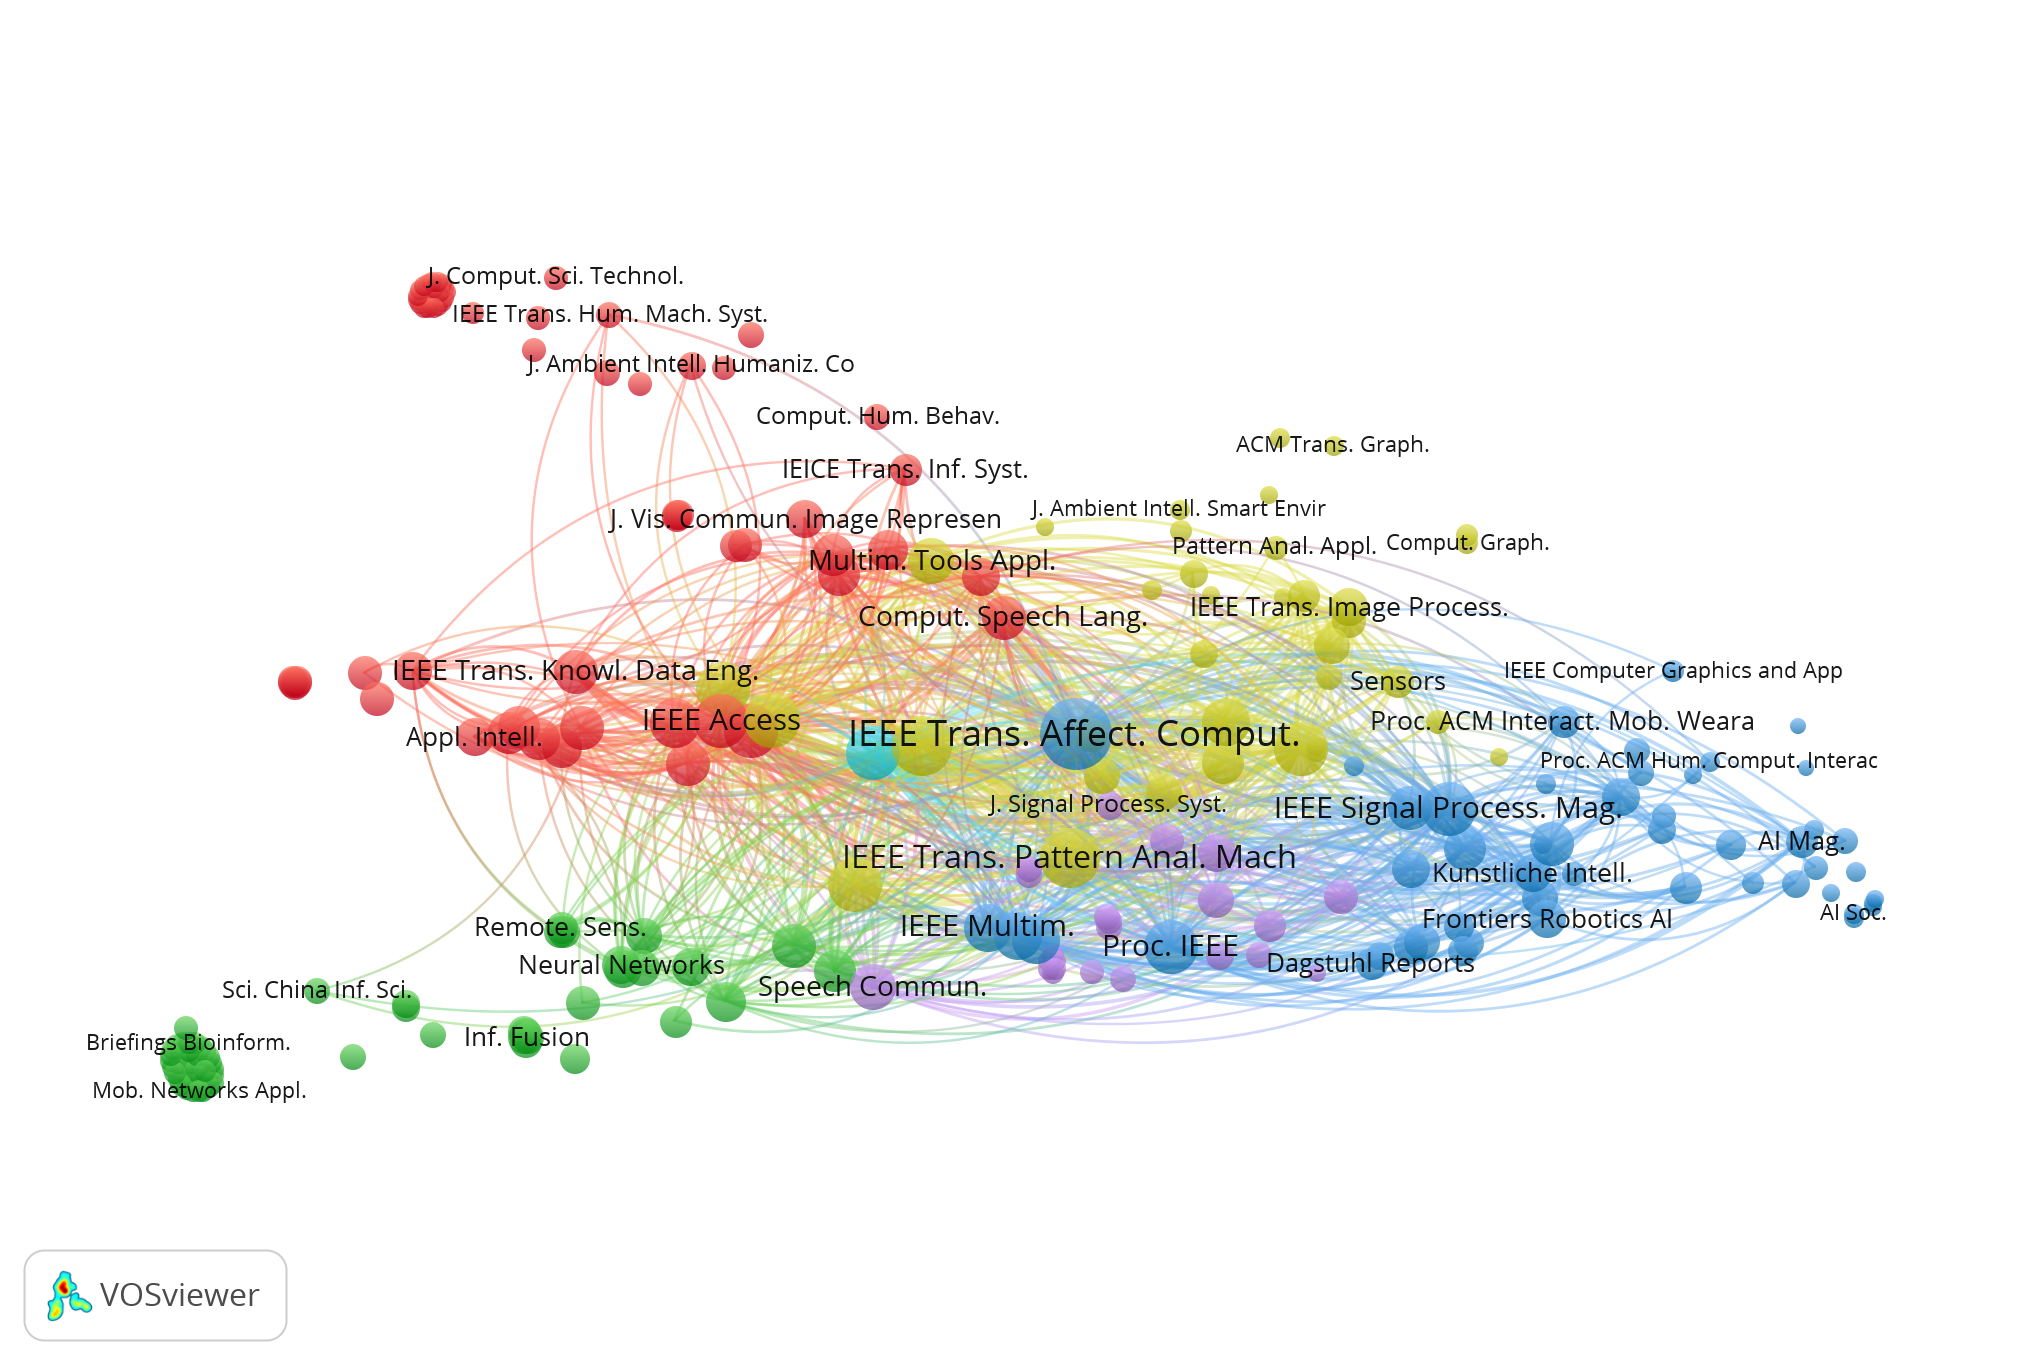 J. Comput. Sci. Technol.
IEEE Trans. Hum. Mach. Syst.
J. Ambient Intell. Humaniz. Co
Comput. Hum. Behav.
ACM Trans. Graph.
IEICE Trans. Inf. Syst.
J. Ambient Intell. Smart Envir
J. Vis. Commun. Image Represen
Pattern Anal. Appl.
Comput. Graph.
Multim. Tools Appl.
IEEE Trans. Image Process.
Comput. Speech Lang.
IEEE Trans. Knowl. Data Eng.
IEEE Computer Graphics and App
Sensors
IEEE Access
Proc. ACM Interact. Mob. Weara
Appl. Intell.
IEEE Trans. Affect. Comput.
Proc. ACM Hum. Comput. Interac
J. Signal Process. Syst.
IEEE Signal Process. Mag.
AI Mag.
IEEE Trans. Pattern Anal. Mach
Kunstliche Intell.
AI Soc.
Remote. Sens.
IEEE Multim.
Frontiers Robotics AI
Proc. IEEE
Neural Networks
Dagstuhl Reports
Sci. China Inf. Sci.
Speech Commun.
Inf. Fusion
Briefings Bioinform.
Mob. Networks Appl.
VOSviewer